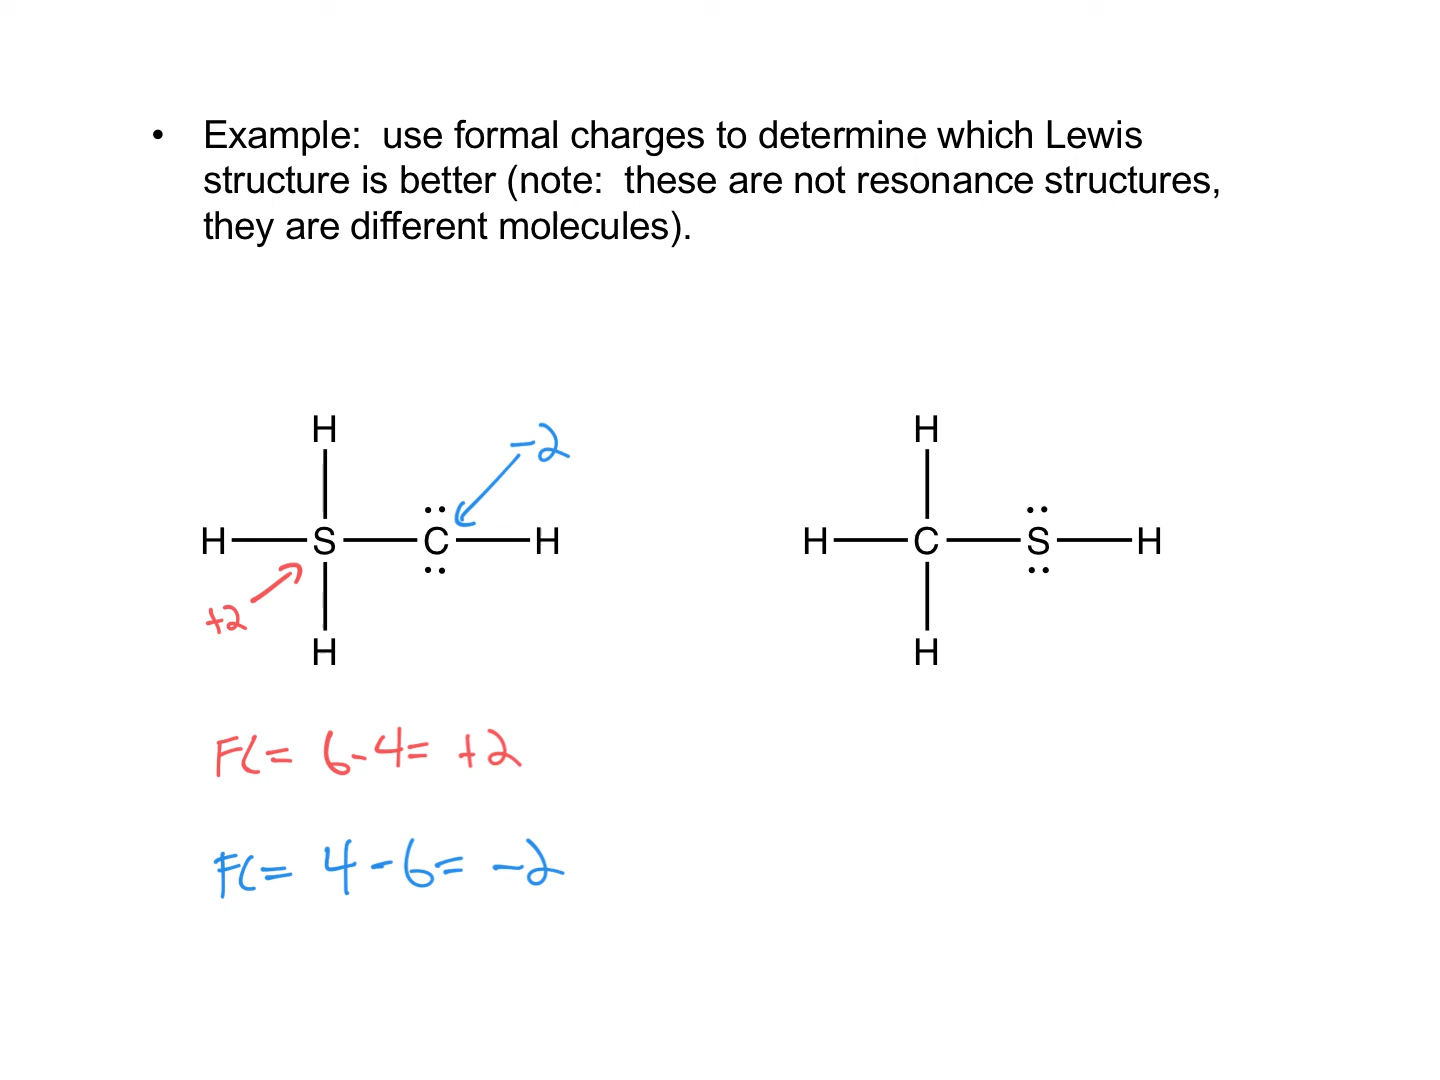 • Example: use formal charges to determine which Lewis
structure is better (note: these are not resonance structures,
they are different molecules).
H
-2
H
H S C H
H C S H
+2
H
H
FC = 6 - 4 = +2
FC = 4 - 6 = -2